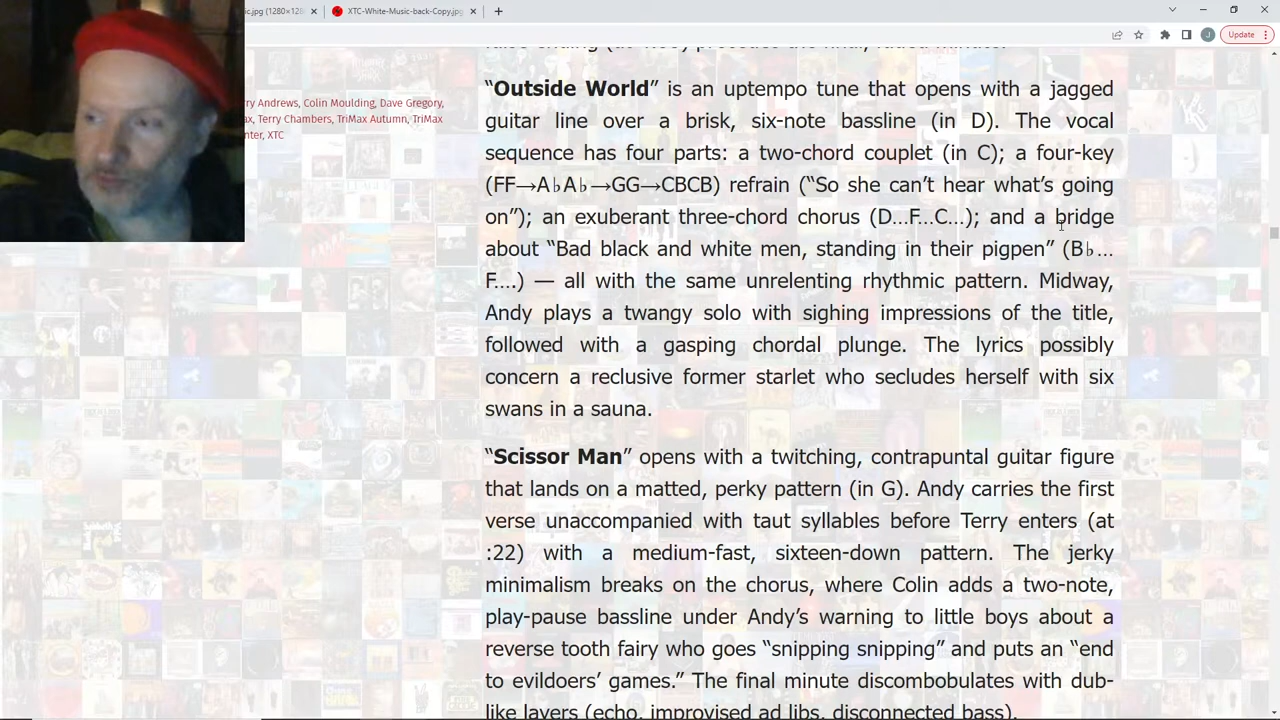 ic.jpg (1280×128
XTC-White-Music-back-Copy.jpg
Update
J
ry Andrews, Colin Moulding, Dave Gregory,
ax, Terry Chambers, TriMax Autumn, TriMax
nter, XTC
“Outside World” is an uptempo tune that opens with a jagged
guitar line over a brisk, six-note bassline (in D). The vocal
sequence has four parts: a two-chord couplet (in C); a four-key
(FF→A♭A♭→GG→CBCB) refrain (“So she can’t hear what’s going
on”); an exuberant three-chord chorus (D…F…C…); and a bridge
about “Bad black and white men, standing in their pigpen” (B♭…
F….) — all with the same unrelenting rhythmic pattern. Midway,
Andy plays a twangy solo with sighing impressions of the title,
followed with a gasping chordal plunge. The lyrics possibly
concern a reclusive former starlet who secludes herself with six
swans in a sauna.
“Scissor Man” opens with a twitching, contrapuntal guitar figure
that lands on a matted, perky pattern (in G). Andy carries the first
verse unaccompanied with taut syllables before Terry enters (at
:22) with a medium-fast, sixteen-down pattern. The jerky
minimalism breaks on the chorus, where Colin adds a two-note,
play-pause bassline under Andy’s warning to little boys about a
reverse tooth fairy who goes “snipping snipping” and puts an “end
to evildoers’ games.” The final minute discombobulates with dub-
like layers (echo, improvised ad libs, disconnected bass).